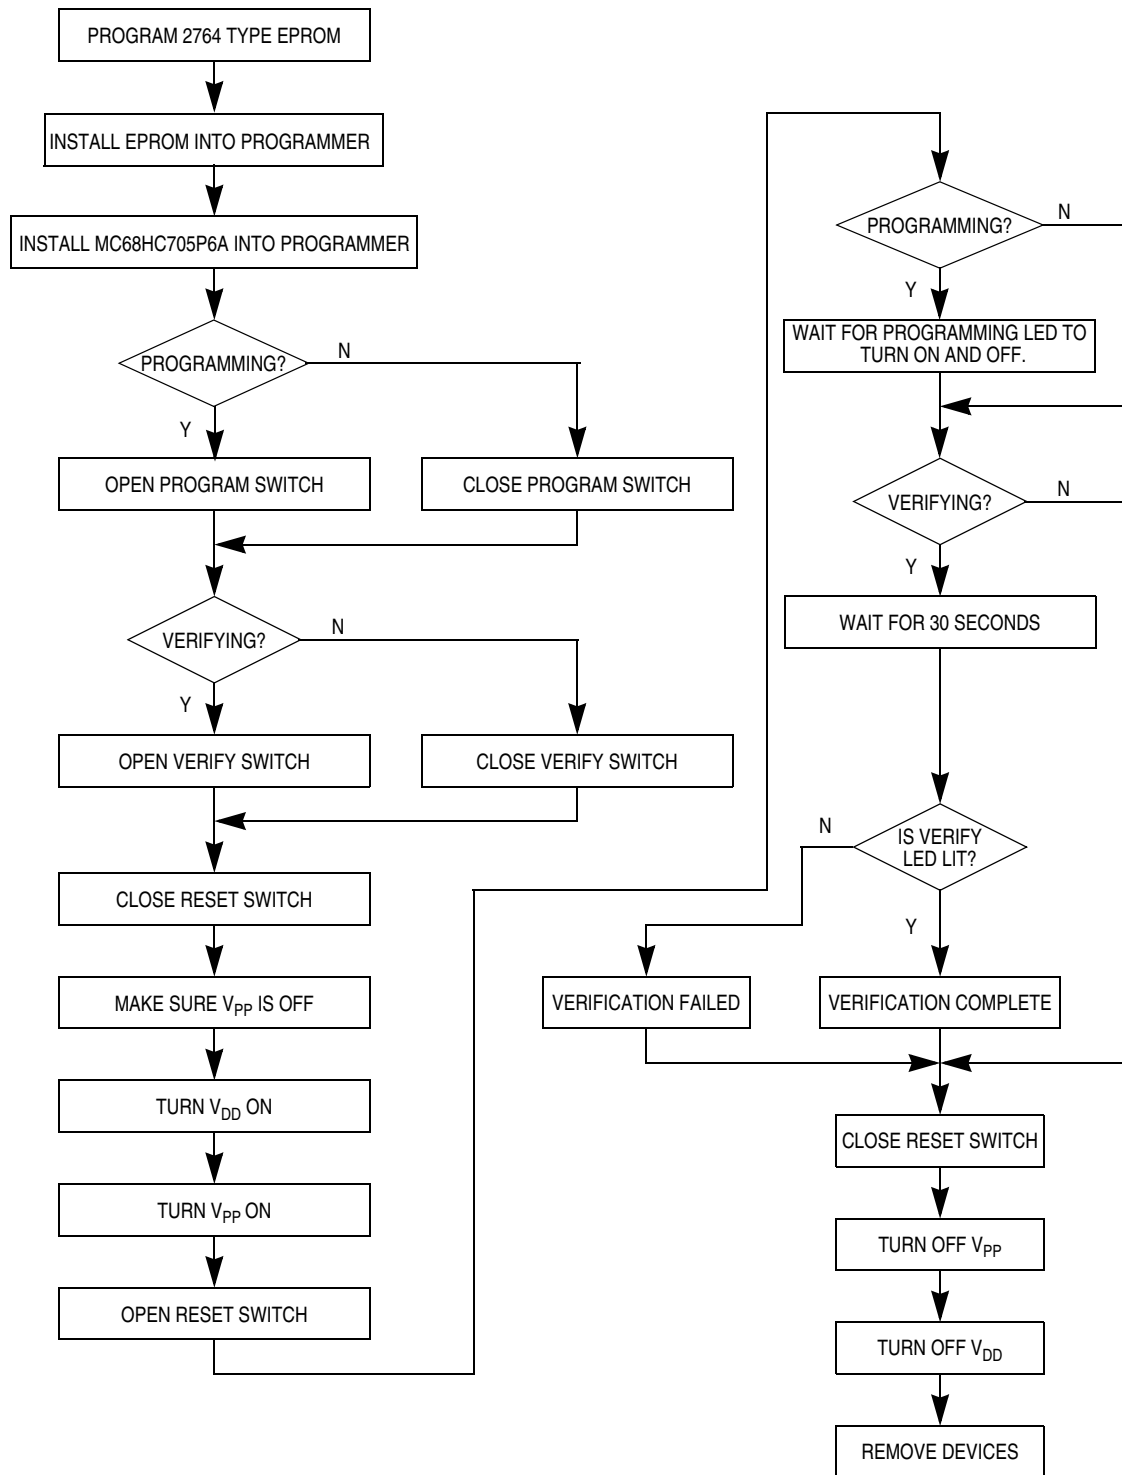 PROGRAM 2764 TYPE EPROM
INSTALL EPROM INTO PROGRAMMER
INSTALL MC68HC705P6A INTO PROGRAMMER
PROGRAMMING?
N
Y
OPEN PROGRAM SWITCH
CLOSE PROGRAM SWITCH
VERIFYING?
N
Y
OPEN VERIFY SWITCH
CLOSE VERIFY SWITCH
CLOSE RESET SWITCH
MAKE SURE VPP IS OFF
TURN VDD ON
TURN VPP ON
OPEN RESET SWITCH
PROGRAMMING?
N
Y
WAIT FOR PROGRAMMING LED TO
TURN ON AND OFF.
VERIFYING?
N
Y
WAIT FOR 30 SECONDS
IS VERIFY
LED LIT?
N
Y
VERIFICATION FAILED
VERIFICATION COMPLETE
CLOSE RESET SWITCH
TURN OFF VPP
TURN OFF VDD
REMOVE DEVICES